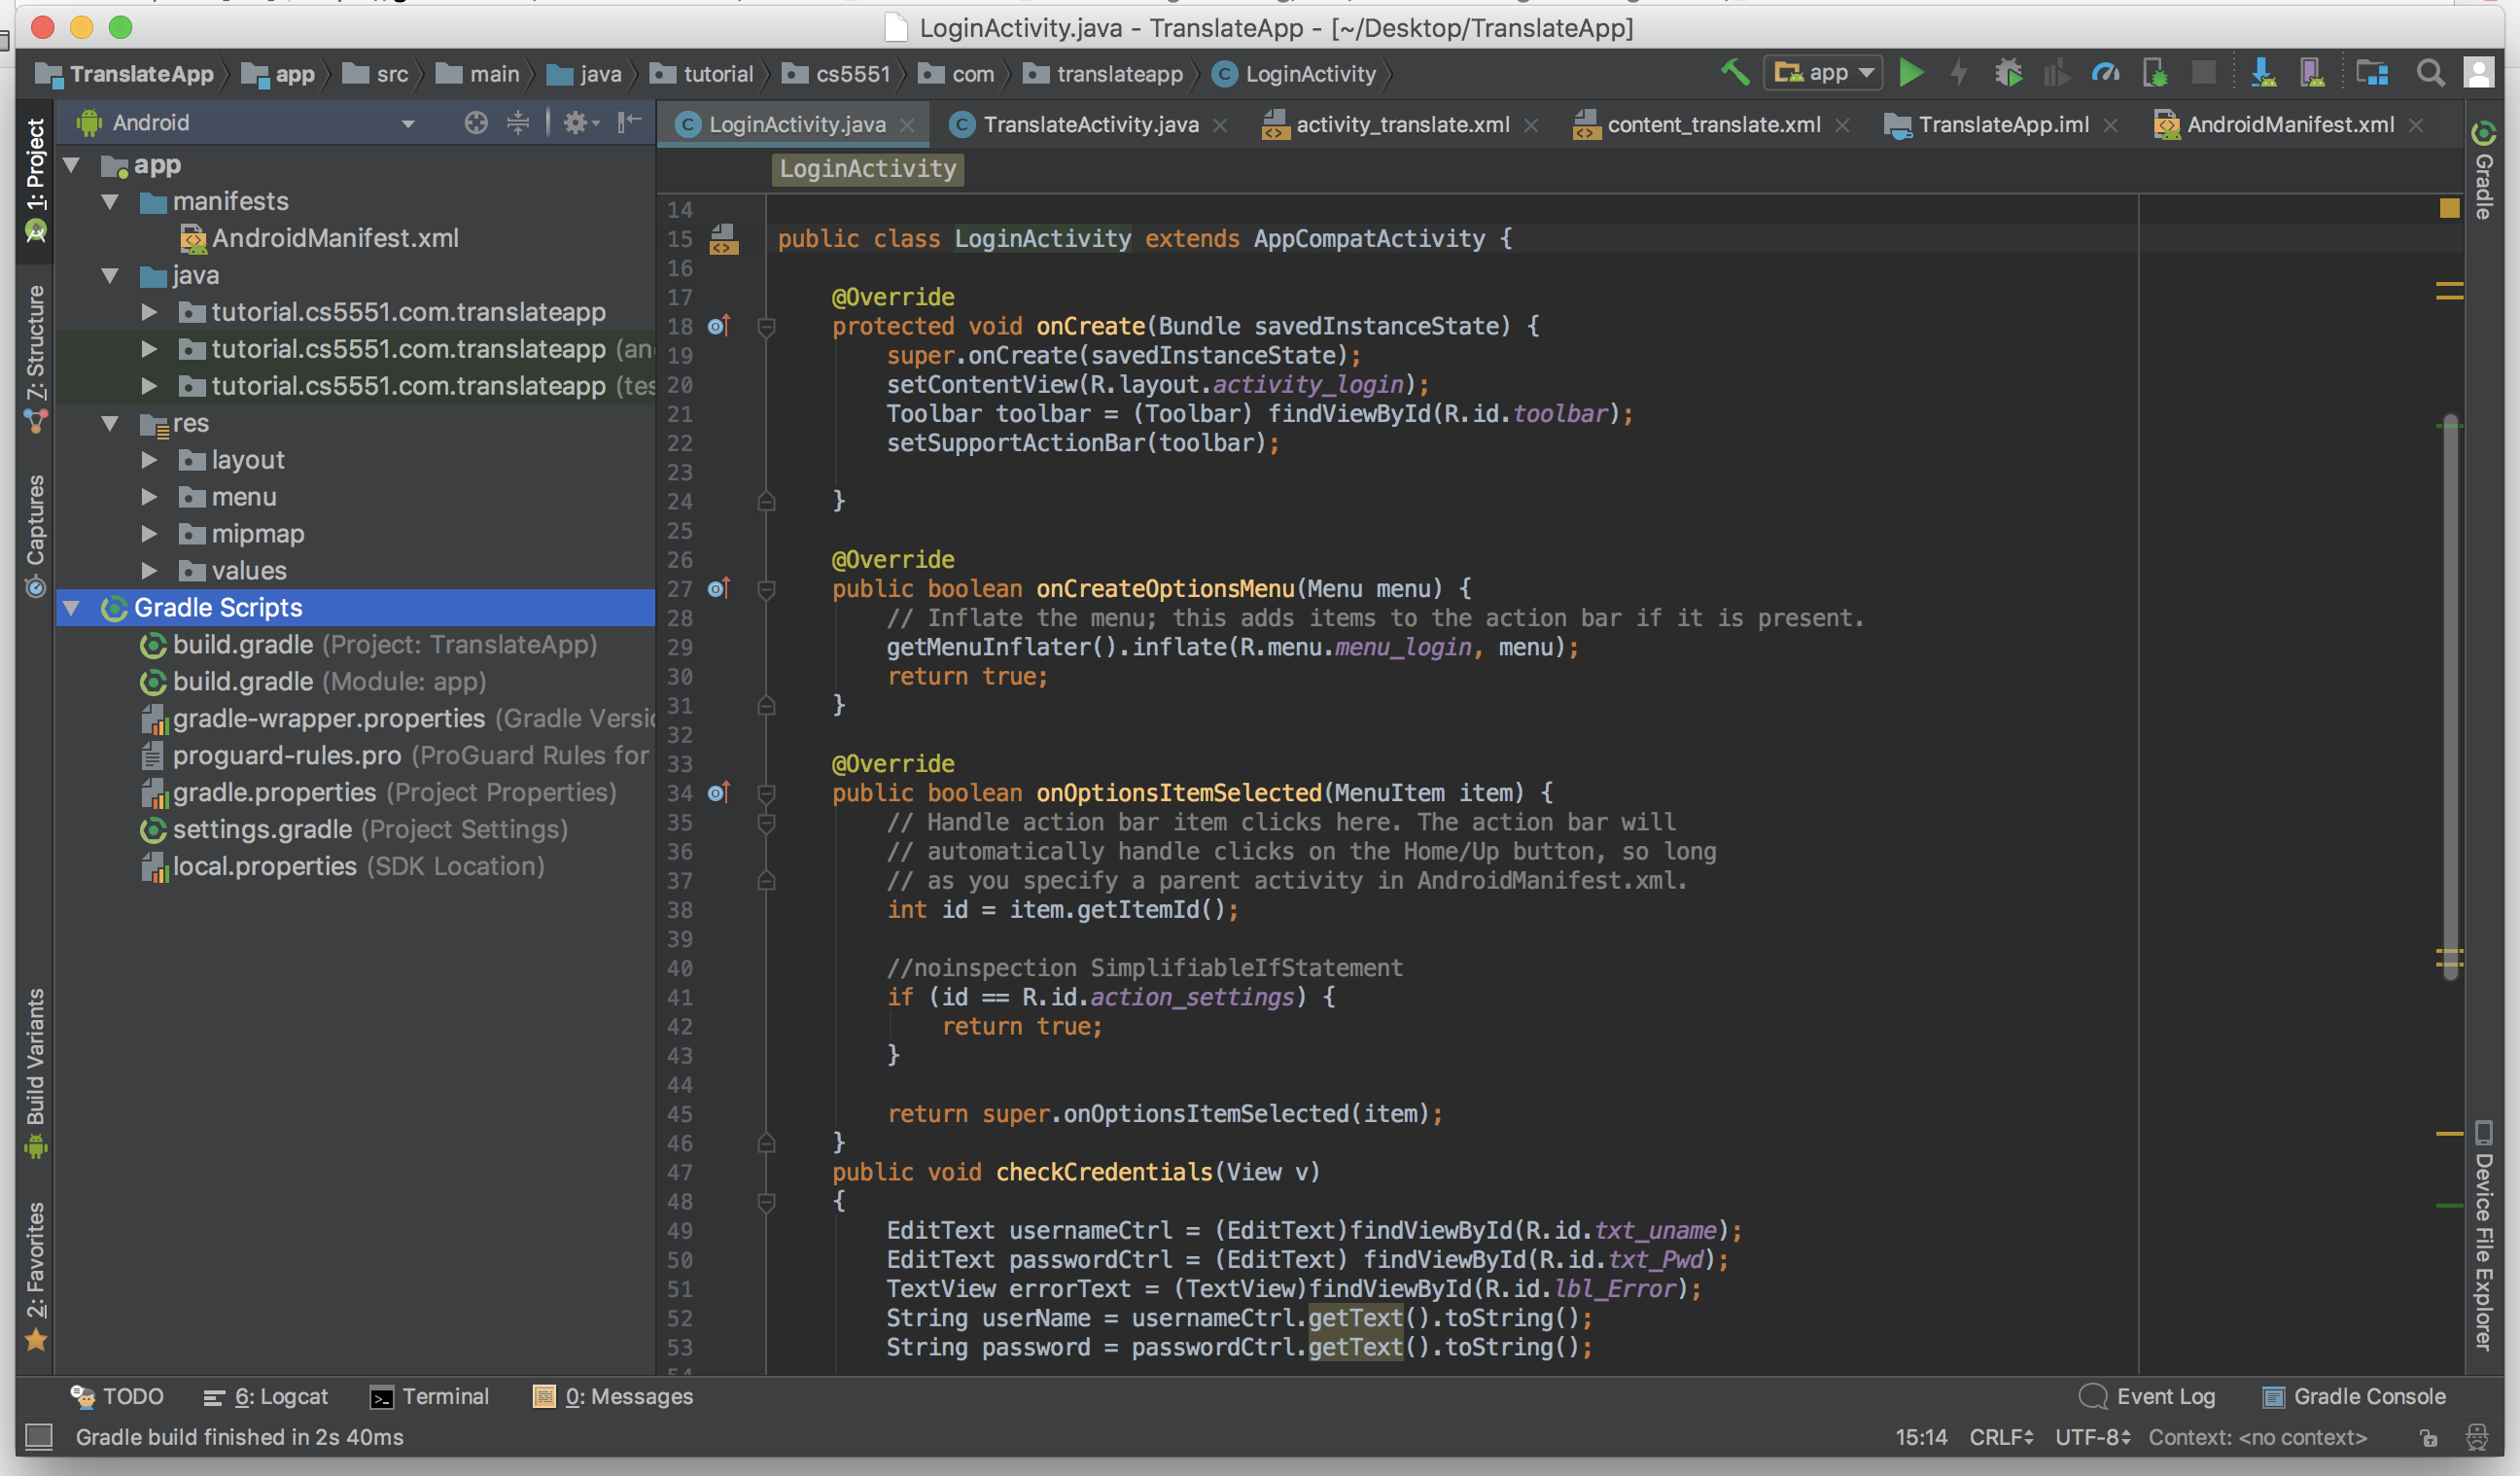 LoginActivity.java - TranslateApp - [~/Desktop/TranslateApp]
TranslateApp app src main java tutorial cs5551 com translateapp LoginActivity app
Android
LoginActivity.java TranslateActivity.java activity_translate.xml content_translate.xml TranslateApp.iml AndroidManifest.xml
LoginActivity
1: Project
Z: Structure
Captures
Build Variants
2: Favorites
app
manifests
AndroidManifest.xml
java
tutorial.cs5551.com.translateapp
tutorial.cs5551.com.translateapp (an
tutorial.cs5551.com.translateapp (tes
res
layout
menu
mipmap
values
Gradle Scripts
build.gradle (Project: TranslateApp)
build.gradle (Module: app)
gradle-wrapper.properties (Gradle Versio
proguard-rules.pro (ProGuard Rules for
gradle.properties (Project Properties)
settings.gradle (Project Settings)
local.properties (SDK Location)
14
15 public class LoginActivity extends AppCompatActivity {
16
17 @Override
18 protected void onCreate(Bundle savedInstanceState) {
19 super.onCreate(savedInstanceState);
20 setContentView(R.layout.activity_login);
21 Toolbar toolbar = (Toolbar) findViewById(R.id.toolbar);
22 setSupportActionBar(toolbar);
23
24 }
25
26 @Override
27 public boolean onCreateOptionsMenu(Menu menu) {
28 // Inflate the menu; this adds items to the action bar if it is present.
29 getMenuInflater().inflate(R.menu.menu_login, menu);
30 return true;
31 }
32
33 @Override
34 public boolean onOptionsItemSelected(MenuItem item) {
35 // Handle action bar item clicks here. The action bar will
36 // automatically handle clicks on the Home/Up button, so long
37 // as you specify a parent activity in AndroidManifest.xml.
38 int id = item.getItemId();
39
40 //noinspection SimplifiableIfStatement
41 if (id == R.id.action_settings) {
42 return true;
43 }
44
45 return super.onOptionsItemSelected(item);
46 }
47 public void checkCredentials(View v)
48 {
49 EditText usernameCtrl = (EditText)findViewById(R.id.txt_uname);
50 EditText passwordCtrl = (EditText) findViewById(R.id.txt_Pwd);
51 TextView errorText = (TextView)findViewById(R.id.lbl_Error);
52 String userName = usernameCtrl.getText().toString();
53 String password = passwordCtrl.getText().toString();
Gradle
Device File Explorer
TODO 6: Logcat Terminal 0: Messages Event Log Gradle Console
Gradle build finished in 2s 40ms 15:14 CRLF UTF-8 Context: <no context>